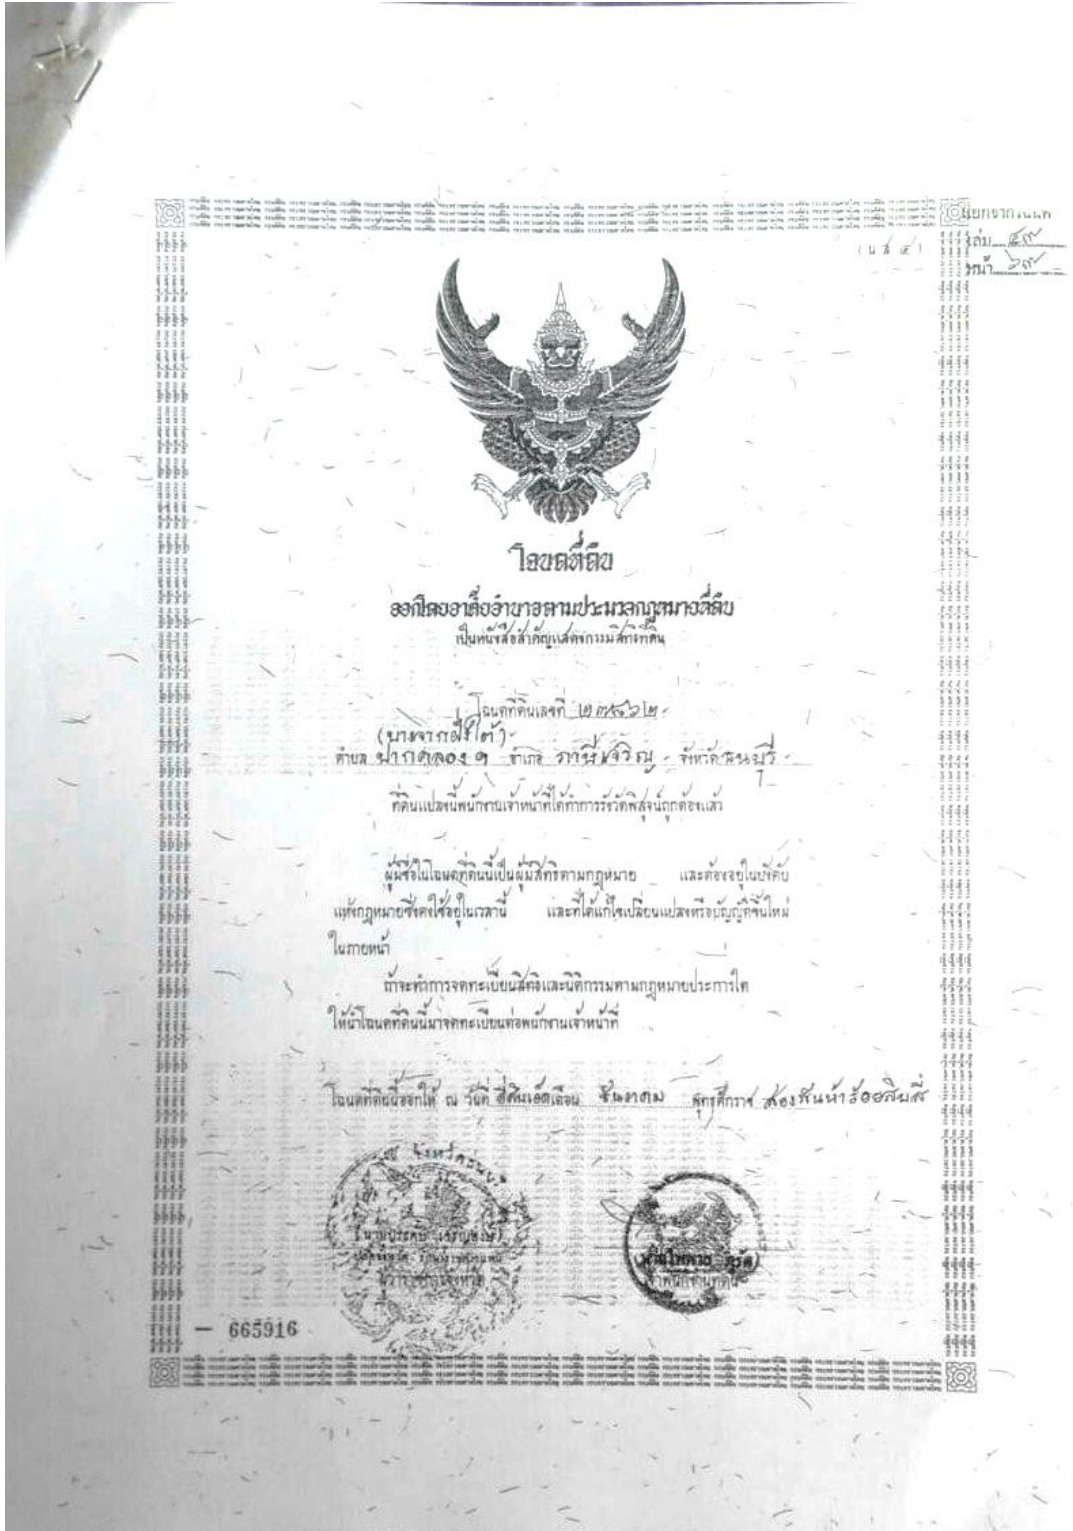 เล่ม
หน้า
(น.ส. ๔)
โฉนดที่ดิน
ออกโดยอาศัยอำนาจตามประมวลกฎหมายที่ดิน
เป็นหนังสือสำคัญแสดงกรรมสิทธิ์ที่ดิน
โฉนดที่ดินเลขที่
(บางจากฝั่งใต้)
ตำบล ปากคลอง ฯ อำเภอ ภาษีเจริญ จังหวัด ธนบุรี
ที่ดินแปลงนี้พนักงานเจ้าหน้าที่ได้ทำการรังวัดพิสูจน์ถูกต้องแล้ว
ผู้มีชื่อในโฉนดที่ดินนี้เป็นผู้มีสิทธิตามกฎหมาย และต้องอยู่ในบังคับ
แห่งกฎหมายซึ่งคงใช้อยู่ในเวลานี้ และที่ได้แก้ไขเปลี่ยนแปลงหรือบัญญัติขึ้นใหม่
ในภายหน้า
ถ้าจะทำการจดทะเบียนสิทธิและนิติกรรมตามกฎหมายประการใด
ให้นำโฉนดที่ดินนี้มาจดทะเบียนต่อพนักงานเจ้าหน้าที่
โฉนดที่ดินนี้ออกให้ ณ วันที่ ยี่สิบเอ็ด เดือน ธันวาคม พุทธศักราช สองพันห้าร้อยสิบสี่
จังหวัดธนบุรี
เจ้าพนักงานที่ดิน
— 665916